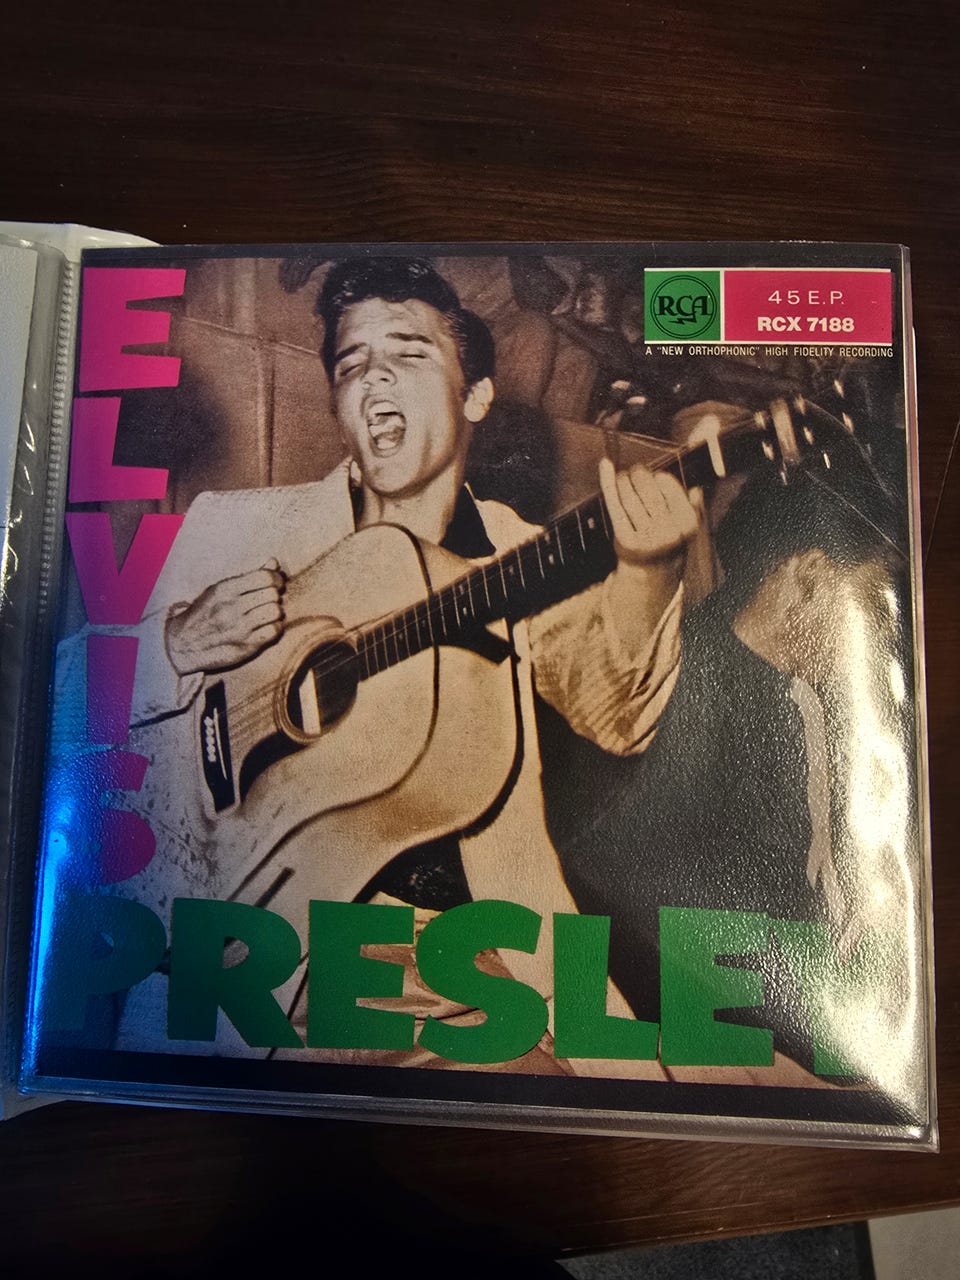 ELVIS
PRESLEY
RCA
45 E.P.
RCX 7188
A "NEW ORTHOPHONIC" HIGH FIDELITY RECORDING